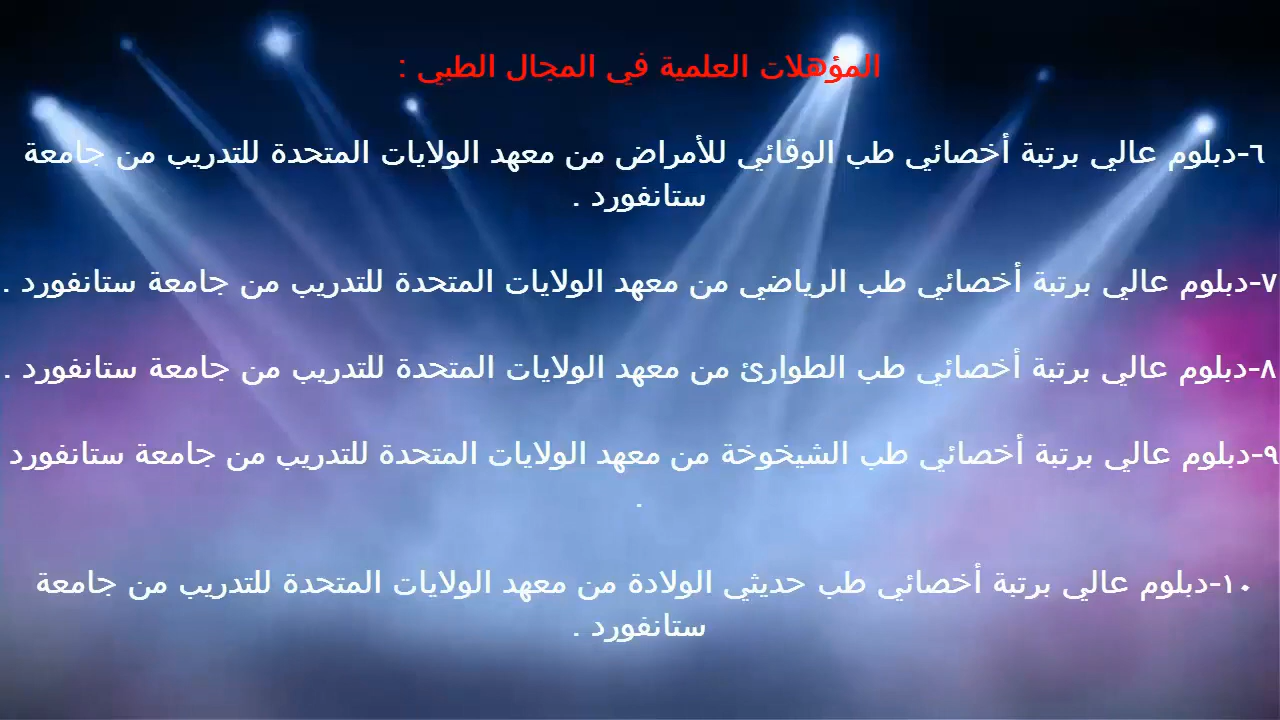 المؤهلات العلمية في المجال الطبي :
٦-دبلوم عالي برتبة أخصائي طب الوقائي للأمراض من معهد الولايات المتحدة للتدريب من جامعة
ستانفورد .
٧-دبلوم عالي برتبة أخصائي طب الرياضي من معهد الولايات المتحدة للتدريب من جامعة ستانفورد .
٨-دبلوم عالي برتبة أخصائي طب الطوارئ من معهد الولايات المتحدة للتدريب من جامعة ستانفورد .
٩-دبلوم عالي برتبة أخصائي طب الشيخوخة من معهد الولايات المتحدة للتدريب من جامعة ستانفورد
.
١٠-دبلوم عالي برتبة أخصائي طب حديثي الولادة من معهد الولايات المتحدة للتدريب من جامعة
ستانفورد .